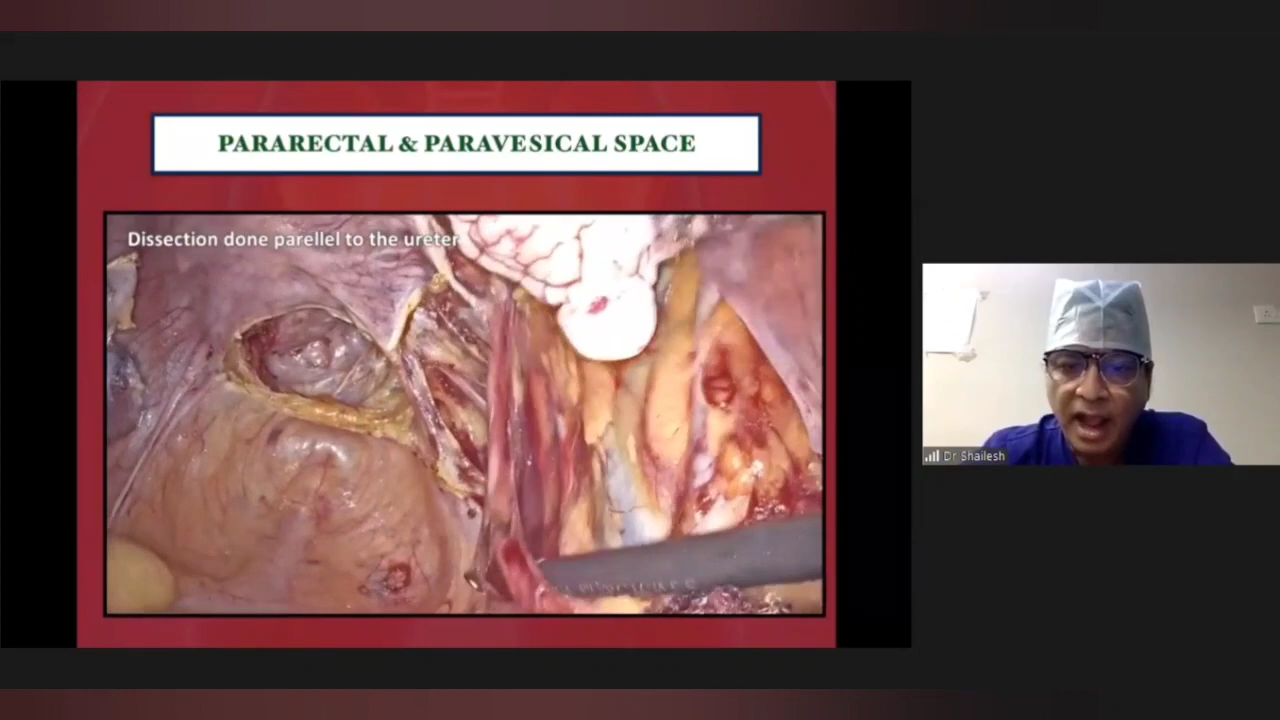 PARARECTAL & PARAVESICAL SPACE
Dissection done parellel to the ureter
Dr Shailesh